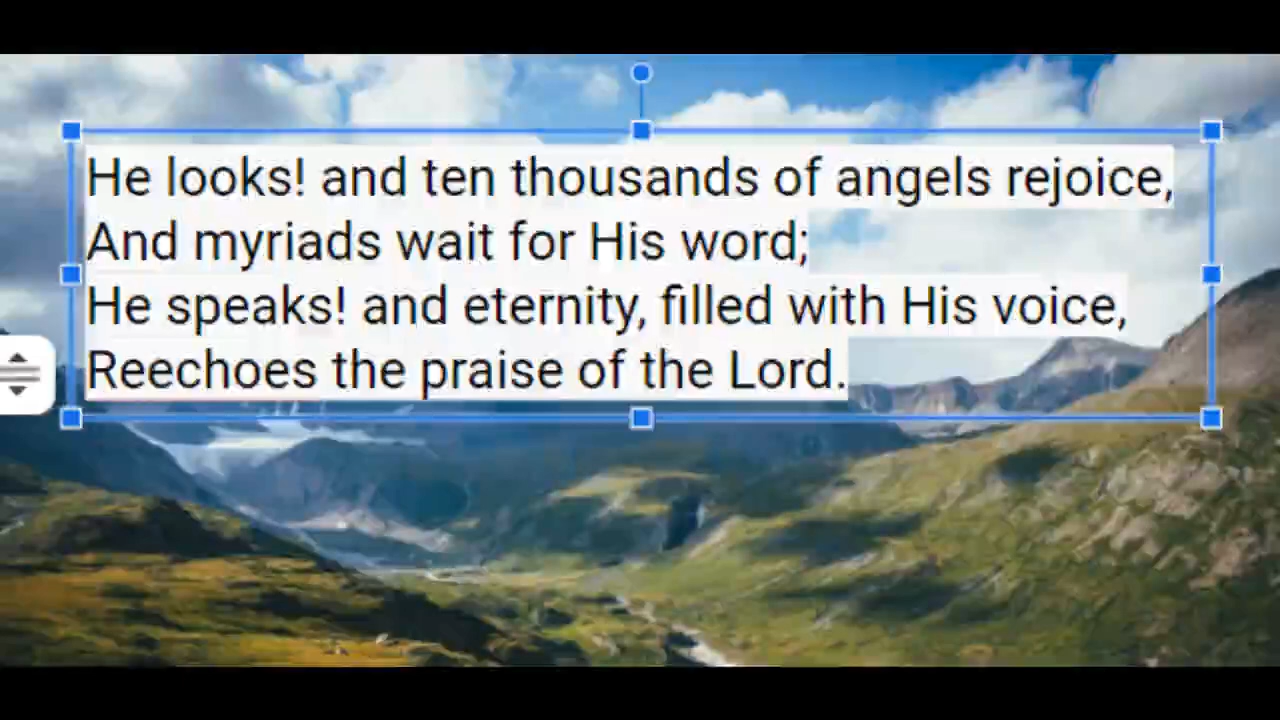 He looks! and ten thousands of angels rejoice,
And myriads wait for His word;
He speaks! and eternity, filled with His voice,
Reechoes the praise of the Lord.